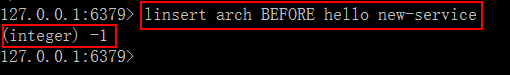 127.0.0.1:6379> linsert arch BEFORE hello new-service
(integer) -1
127.0.0.1:6379>